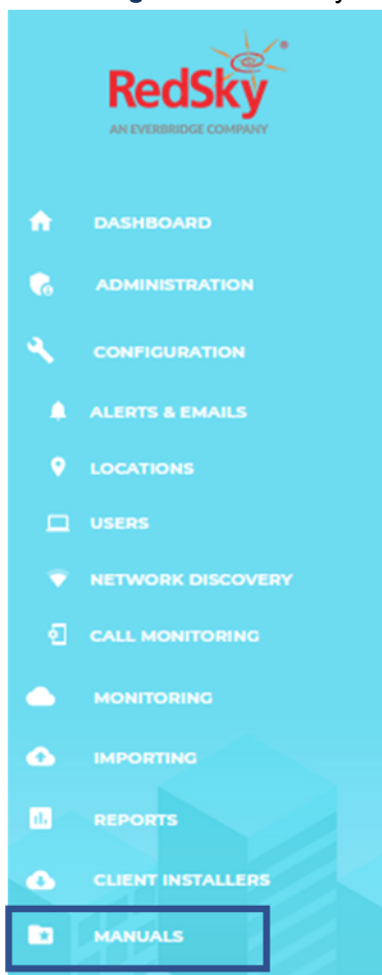 RedSky
AN EVERBRIDGE COMPANY
DASHBOARD
ADMINISTRATION
CONFIGURATION
ALERTS & EMAILS
LOCATIONS
USERS
NETWORK DISCOVERY
CALL MONITORING
MONITORING
IMPORTING
REPORTS
CLIENT INSTALLERS
MANUALS